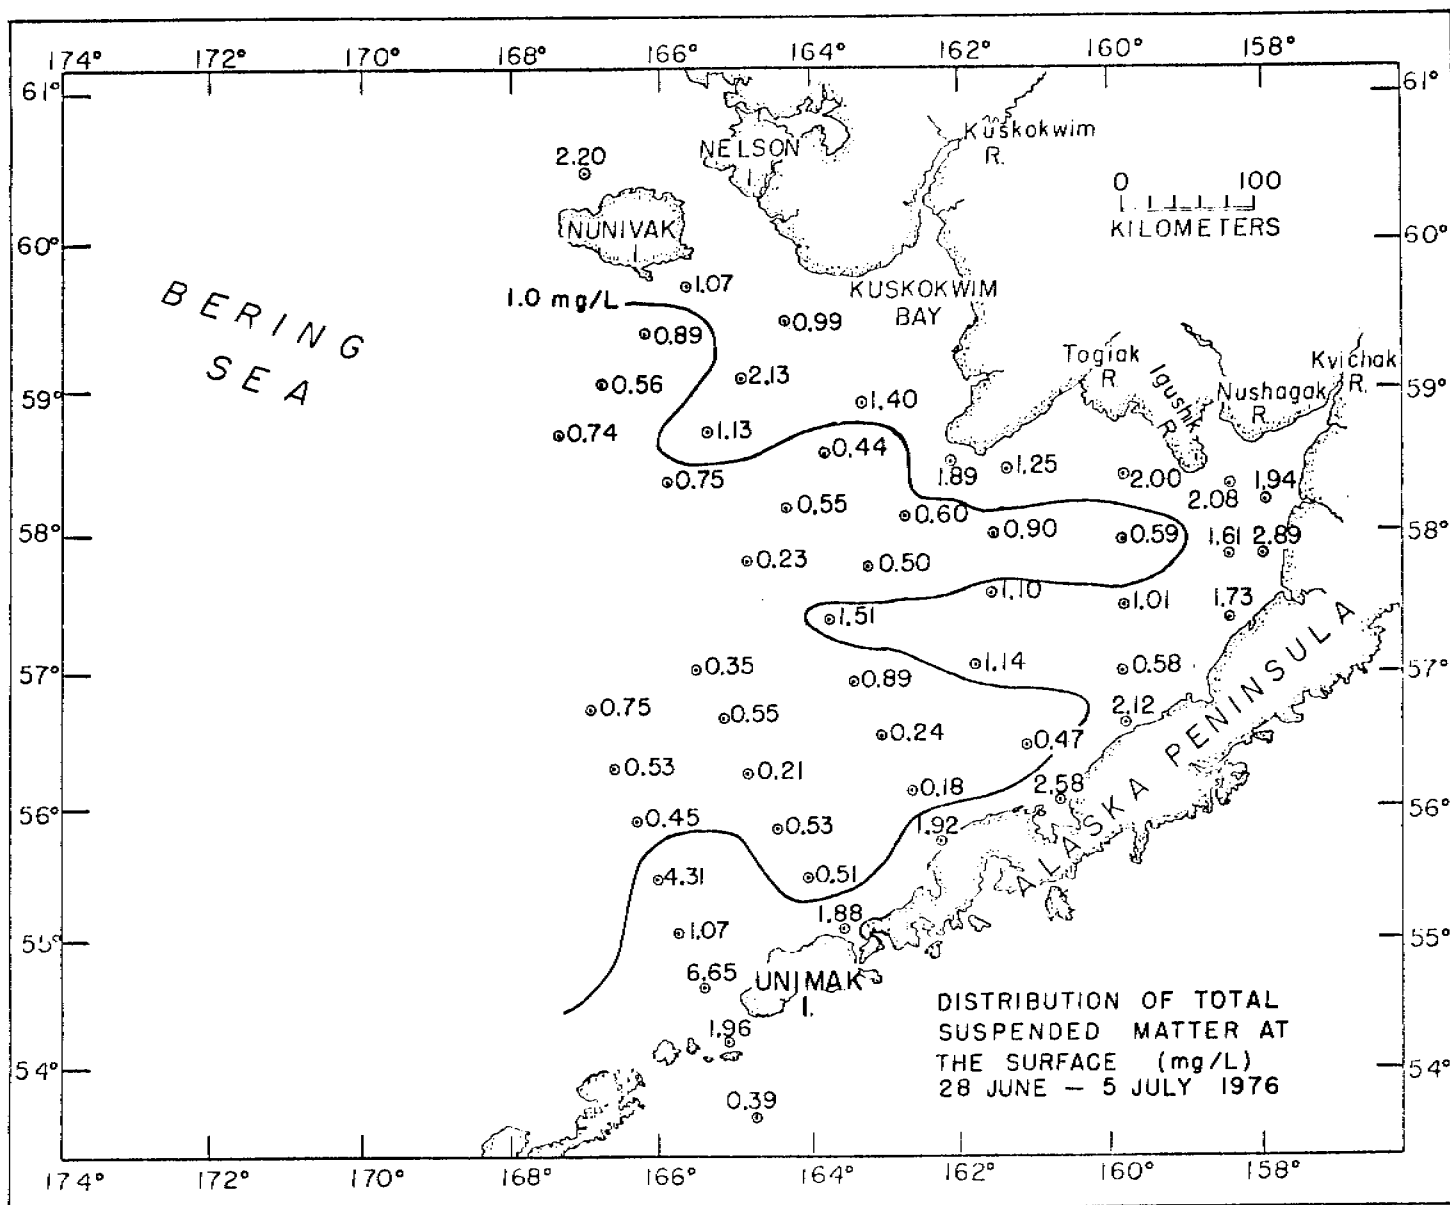 174° 172° 170° 168° 166° 164° 162° 160° 158°
61° 61°
Kuskokwim
R.
NELSON
I
2.20
0 100
KILOMETERS
NUNIVAK
I
60° 60°
BERING
SEA
1.07
KUSKOKWIM
BAY
1.0 mg/L
0.89
0.99
Togiak
R.
Igushik
R.
Nushagak
R.
Kvichak
R.
0.56
2.13
59° 59°
1.40
0.74
1.13
0.44
1.89
1.25
2.00
2.08
1.94
0.75
0.55
0.60
0.90
0.59
1.61
2.89
58° 58°
0.23
0.50
1.10
1.01
1.73
1.51
0.35
0.89
1.14
0.58
57° 57°
0.75
0.55
0.24
0.47
2.12
0.53
0.21
0.18
2.58
ALASKA PENINSULA
56° 56°
0.45
0.53
1.92
4.31
0.51
1.07
1.88
55° 55°
6.65
UNIMAK
I.
1.96
54° 54°
0.39
DISTRIBUTION OF TOTAL
SUSPENDED MATTER AT
THE SURFACE (mg/L)
28 JUNE – 5 JULY 1976
174° 172° 170° 168° 166° 164° 162° 160° 158°